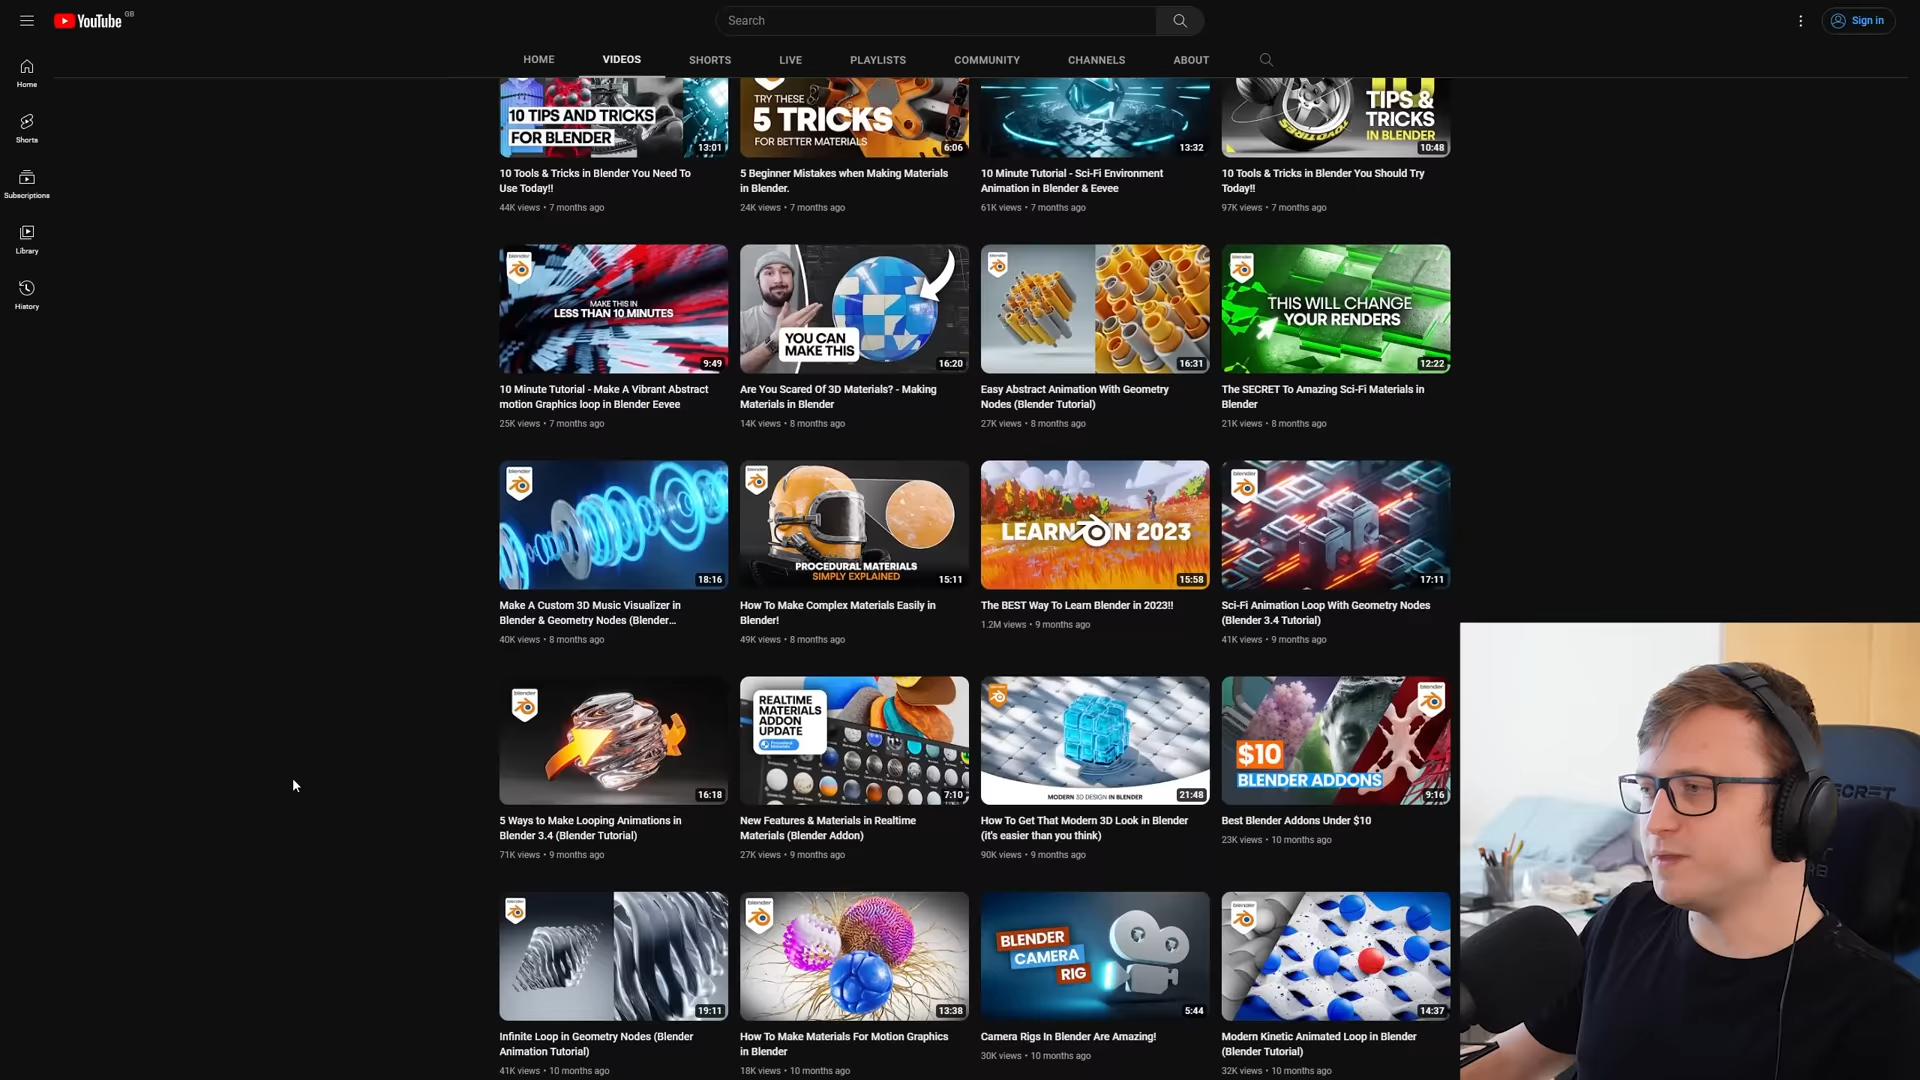 YouTube GB
Search
Sign in
HOME
VIDEOS
SHORTS
LIVE
PLAYLISTS
COMMUNITY
CHANNELS
ABOUT
Home
Shorts
Subscriptions
Library
History
10 TIPS AND TRICKS
FOR BLENDER
13:01
10 Tools & Tricks in Blender You Need To
Use Today!!
44K views • 7 months ago
TRY THESE
5 TRICKS
FOR BETTER MATERIALS
6:06
5 Beginner Mistakes when Making Materials
in Blender.
24K views • 7 months ago
13:32
10 Minute Tutorial - Sci-Fi Environment
Animation in Blender & Eevee
61K views • 7 months ago
TIPS &
TRICKS
IN BLENDER
TOYO TIRES
10:48
10 Tools & Tricks in Blender You Should Try
Today!!
97K views • 7 months ago
blender
MAKE THIS IN
LESS THAN 10 MINUTES
9:49
10 Minute Tutorial - Make A Vibrant Abstract
motion Graphics loop in Blender Eevee
25K views • 7 months ago
YOU CAN
MAKE THIS
16:20
Are You Scared Of 3D Materials? - Making
Materials in Blender
14K views • 8 months ago
blender
16:31
Easy Abstract Animation With Geometry
Nodes (Blender Tutorial)
27K views • 8 months ago
blender
THIS WILL CHANGE
YOUR RENDERS
12:22
The SECRET To Amazing Sci-Fi Materials in
Blender
21K views • 8 months ago
blender
18:16
Make A Custom 3D Music Visualizer in
Blender & Geometry Nodes (Blender...
40K views • 8 months ago
blender
PROCEDURAL MATERIALS
SIMPLY EXPLAINED
15:11
How To Make Complex Materials Easily in
Blender!
49K views • 8 months ago
LEARN IN 2023
15:58
The BEST Way To Learn Blender in 2023!!
1.2M views • 9 months ago
blender
17:11
Sci-Fi Animation Loop With Geometry Nodes
(Blender 3.4 Tutorial)
41K views • 9 months ago
blender
16:18
5 Ways to Make Looping Animations in
Blender 3.4 (Blender Tutorial)
71K views • 9 months ago
REALTIME
MATERIALS
ADDON
UPDATE
7:10
New Features & Materials in Realtime
Materials (Blender Addon)
27K views • 9 months ago
MODERN 3D DESIGN IN BLENDER
21:48
How To Get That Modern 3D Look in Blender
(it's easier than you think)
90K views • 9 months ago
blender
$10
BLENDER ADDONS
9:16
Best Blender Addons Under $10
23K views • 10 months ago
blender
19:11
Infinite Loop in Geometry Nodes (Blender
Animation Tutorial)
41K views • 10 months ago
blender
13:38
How To Make Materials For Motion Graphics
in Blender
18K views • 10 months ago
BLENDER
CAMERA
RIG
5:44
Camera Rigs In Blender Are Amazing!
30K views • 10 months ago
blender
14:37
Modern Kinetic Animated Loop in Blender
(Blender Tutorial)
32K views • 10 months ago